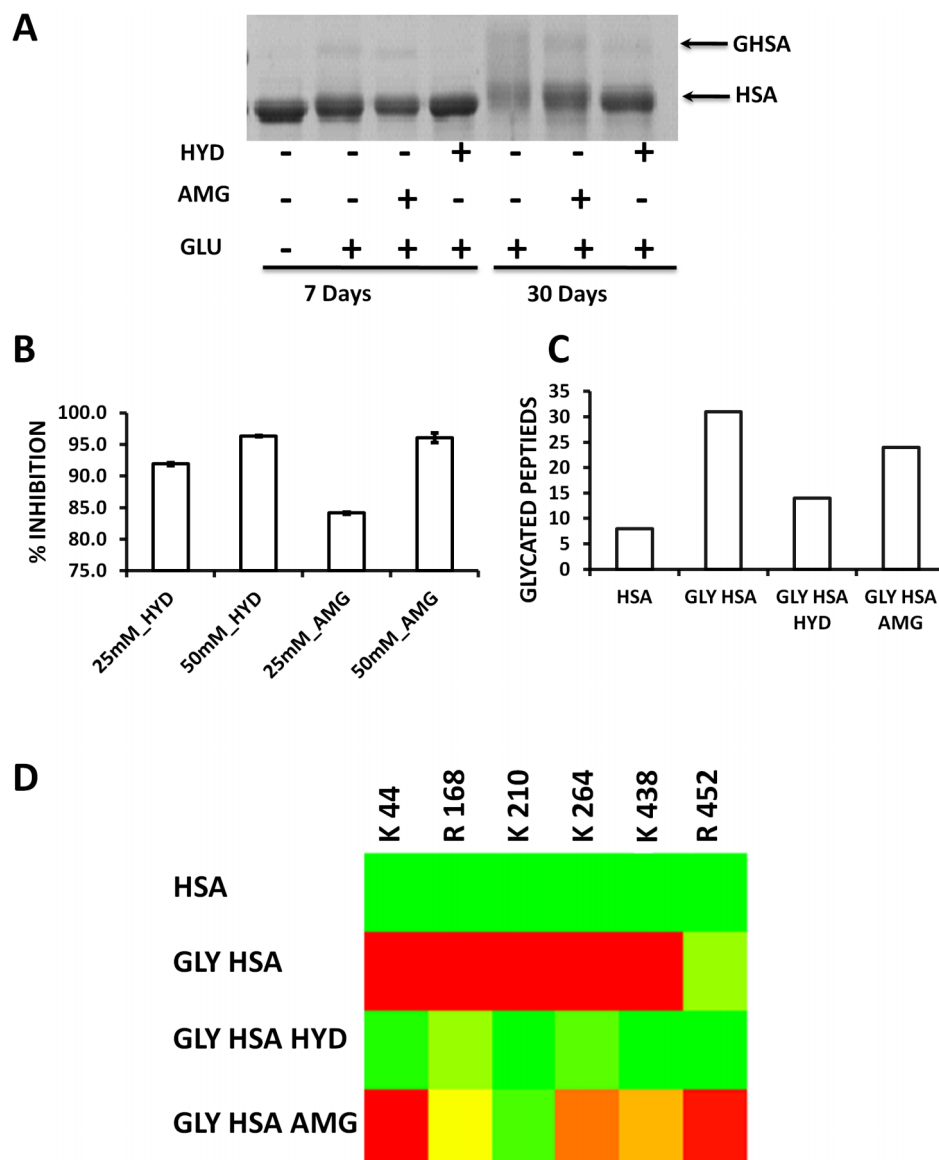 A
GHSA
HSA
HYD - - - + - - +
AMG - - + - - + -
GLU - + + + + + +
7 Days 30 Days
B
% INHIBITION
100.0
95.0
90.0
85.0
80.0
75.0
25mM_HYD 50mM_HYD 25mM_AMG 50mM_AMG
C
GLYCATED PEPTIEDS
35
30
25
20
15
10
5
0
HSA GLY HSA GLY HSA GLY HSA
HYD AMG
D
K 44 R 168 K 210 K 264 K 438 R 452
HSA
GLY HSA
GLY HSA HYD
GLY HSA AMG